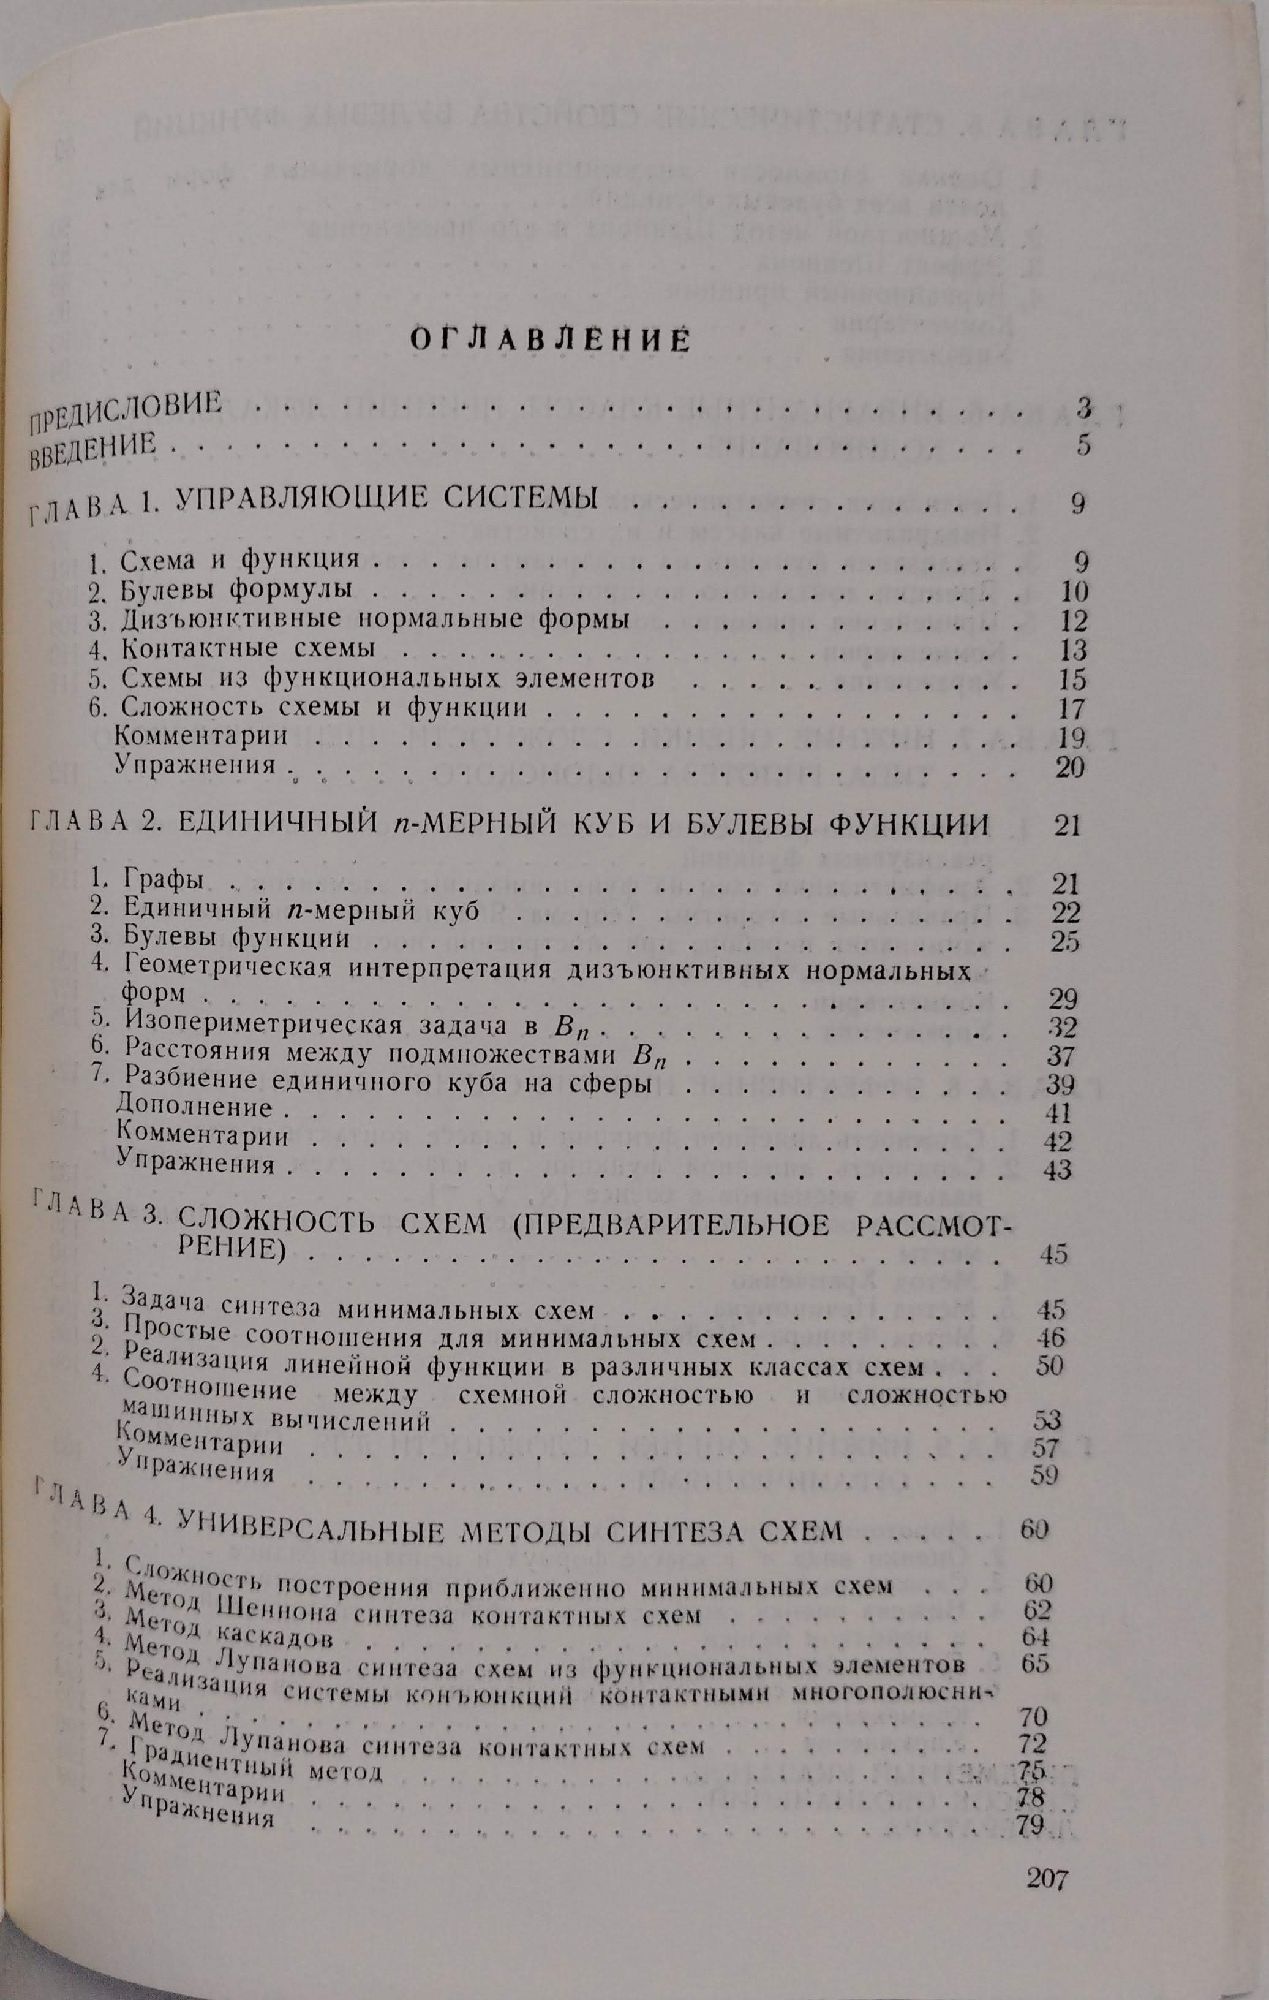 ОГЛАВЛЕНИЕ
ПРЕДИСЛОВИЕ . . . . . . . . . . 3
ВВЕДЕНИЕ . . . . . . . . . . 5
ГЛАВА 1. УПРАВЛЯЮЩИЕ СИСТЕМЫ . . . . . . . . . . 9
1. Схема и функция . . . . . . . . . . 9
2. Булевы формулы . . . . . . . . . . 10
3. Дизъюнктивные нормальные формы . . . . . . . . . . 12
4. Контактные схемы . . . . . . . . . . 13
5. Схемы из функциональных элементов . . . . . . . . . . 15
6. Сложность схемы и функции . . . . . . . . . . 17
Комментарии . . . . . . . . . . 19
Упражнения . . . . . . . . . . 20
ГЛАВА 2. ЕДИНИЧНЫЙ n-МЕРНЫЙ КУБ И БУЛЕВЫ ФУНКЦИИ 21
1. Графы . . . . . . . . . . 21
2. Единичный n-мерный куб . . . . . . . . . . 22
3. Булевы функции . . . . . . . . . . 25
4. Геометрическая интерпретация дизъюнктивных нормальных
форм . . . . . . . . . . 29
5. Изопериметрическая задача в Bn . . . . . . . . . . 32
6. Расстояния между подмножествами Bn . . . . . . . . . . 37
7. Разбиение единичного куба на сферы . . . . . . . . . . 39
Дополнение . . . . . . . . . . 41
Комментарии . . . . . . . . . . 42
Упражнения . . . . . . . . . . 43
ГЛАВА 3. СЛОЖНОСТЬ СХЕМ (ПРЕДВАРИТЕЛЬНОЕ РАССМОТ-
РЕНИЕ) . . . . . . . . . . 45
1. Задача синтеза минимальных схем . . . . . . . . . . 45
3. Простые соотношения для минимальных схем . . . . . . . . . . 46
2. Реализация линейной функции в различных классах схем . . . 50
4. Соотношение между схемной сложностью и сложностью
машинных вычислений . . . . . . . . . . 53
Комментарии . . . . . . . . . . 57
Упражнения . . . . . . . . . . 59
ГЛАВА 4. УНИВЕРСАЛЬНЫЕ МЕТОДЫ СИНТЕЗА СХЕМ . . . . . 60
1. Сложность построения приближенно минимальных схем . . . 60
2. Метод Шеннона синтеза контактных схем . . . . . . . . . . 62
3. Метод каскадов . . . . . . . . . . 64
4. Метод Лупанова синтеза схем из функциональных элементов 65
5. Реализация системы конъюнкций контактными многополюсни-
ками . . . . . . . . . . 70
6. Метод Лупанова синтеза контактных схем . . . . . . . . . . 72
7. Градиентный метод . . . . . . . . . . 75
Комментарии . . . . . . . . . . 78
Упражнения . . . . . . . . . . 79
207